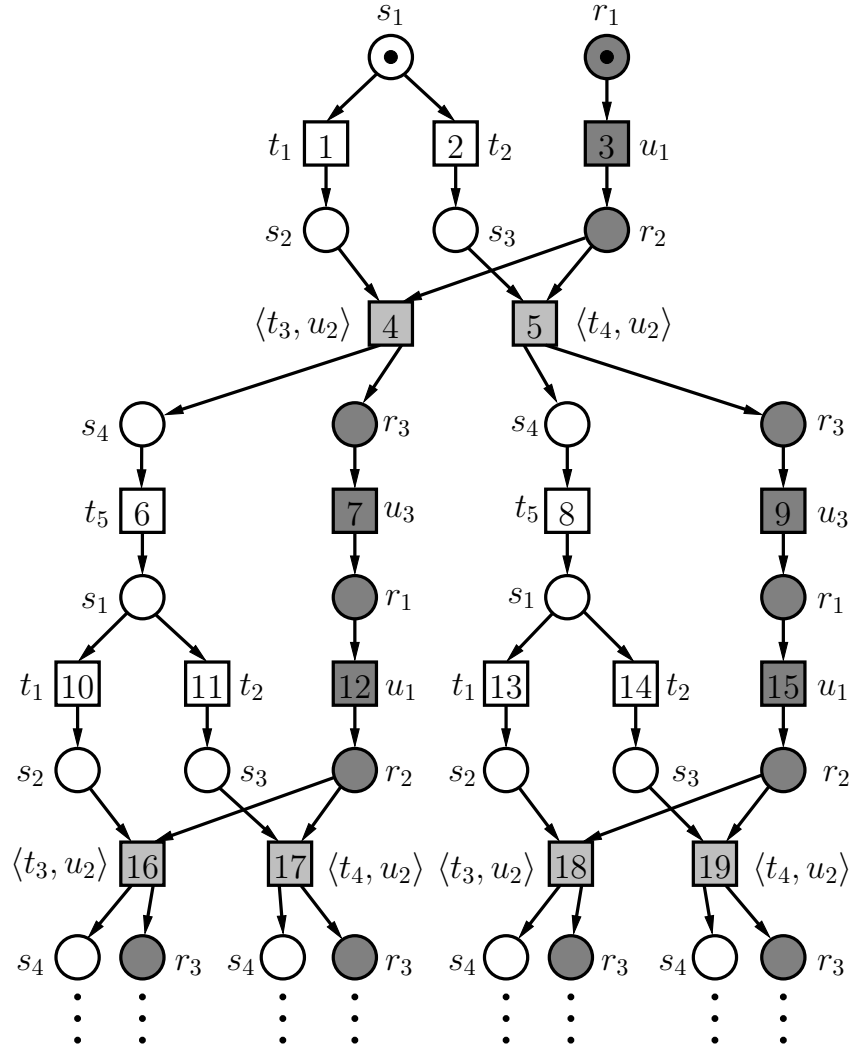 s₁ r₁
t₁ 1 2 t₂ 3 u₁
s₂ s₃ r₂
⟨t₃, u₂⟩ 4 5 ⟨t₄, u₂⟩
s₄ r₃ s₄ r₃
t₅ 6 7 u₃ t₅ 8 9 u₃
s₁ r₁ s₁ r₁
t₁ 10 11 t₂ 12 u₁ t₁ 13 14 t₂ 15 u₁
s₂ s₃ r₂ s₂ s₃ r₂
⟨t₃, u₂⟩ 16 17 ⟨t₄, u₂⟩ ⟨t₃, u₂⟩ 18 19 ⟨t₄, u₂⟩
s₄ r₃ s₄ r₃ s₄ r₃ s₄ r₃